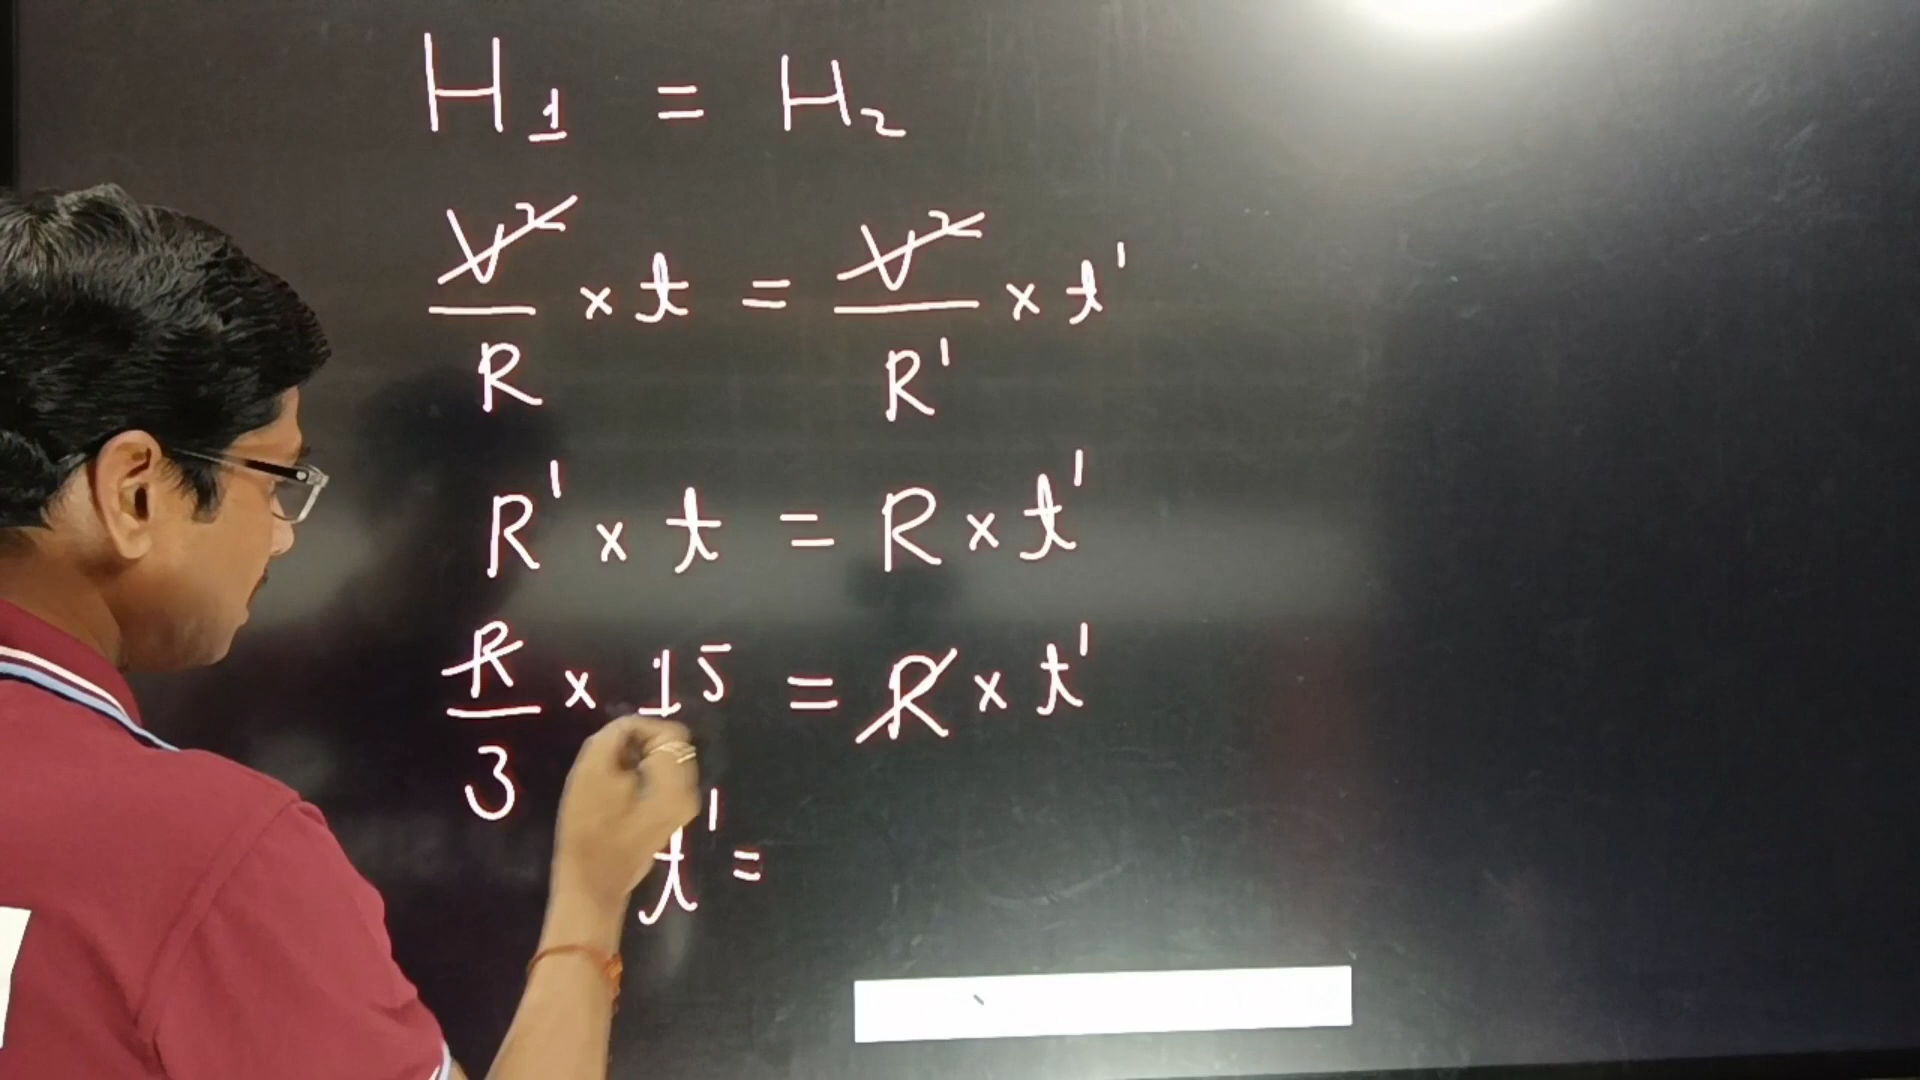 H₁ = H₂
V²/R × t = V²/R' × t'
R' × t = R × t'
R/3 × 15 = R × t'
t' =